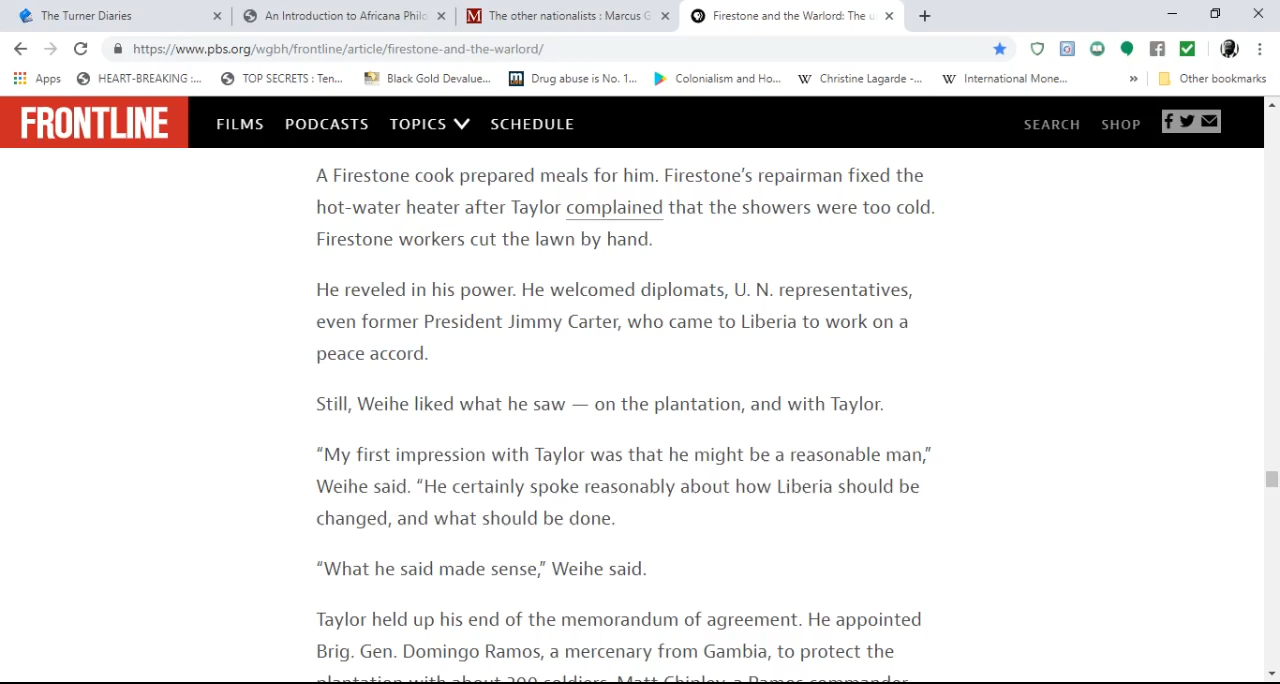 The Turner Diaries
An Introduction to Africana Philo
The other nationalists : Marcus G
Firestone and the Warlord: The u
https://www.pbs.org/wgbh/frontline/article/firestone-and-the-warlord/
Apps
HEART-BREAKING :...
TOP SECRETS : Ten...
Black Gold Devalue...
Drug abuse is No. 1...
Colonialism and Ho...
Christine Lagarde -...
International Mone...
»
Other bookmarks
FRONTLINE
FILMS
PODCASTS
TOPICS
SCHEDULE
SEARCH
SHOP
A Firestone cook prepared meals for him. Firestone’s repairman fixed the
hot-water heater after Taylor complained that the showers were too cold.
Firestone workers cut the lawn by hand.
He reveled in his power. He welcomed diplomats, U. N. representatives,
even former President Jimmy Carter, who came to Liberia to work on a
peace accord.
Still, Weihe liked what he saw — on the plantation, and with Taylor.
“My first impression with Taylor was that he might be a reasonable man,”
Weihe said. “He certainly spoke reasonably about how Liberia should be
changed, and what should be done.
“What he said made sense,” Weihe said.
Taylor held up his end of the memorandum of agreement. He appointed
Brig. Gen. Domingo Ramos, a mercenary from Gambia, to protect the
plantation with about 200 soldiers. Matt Chipley, a Ramos commander